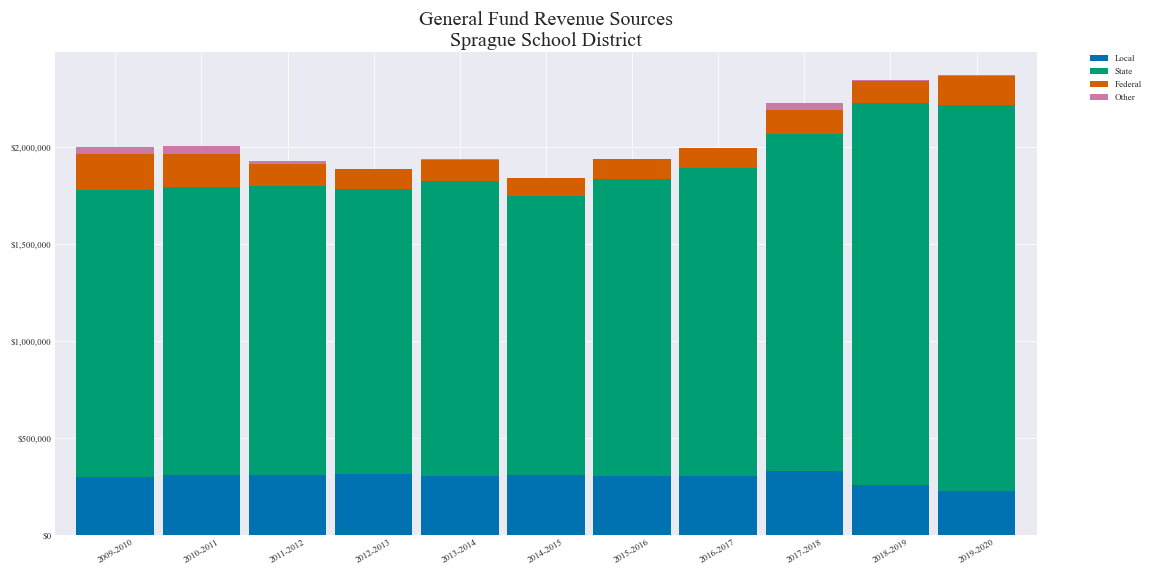 General Fund Revenue Sources
Sprague School District
Local
State
Federal
Other
$2,000,000
$1,500,000
$1,000,000
$500,000
$0
2009-2010
2010-2011
2011-2012
2012-2013
2013-2014
2014-2015
2015-2016
2016-2017
2017-2018
2018-2019
2019-2020